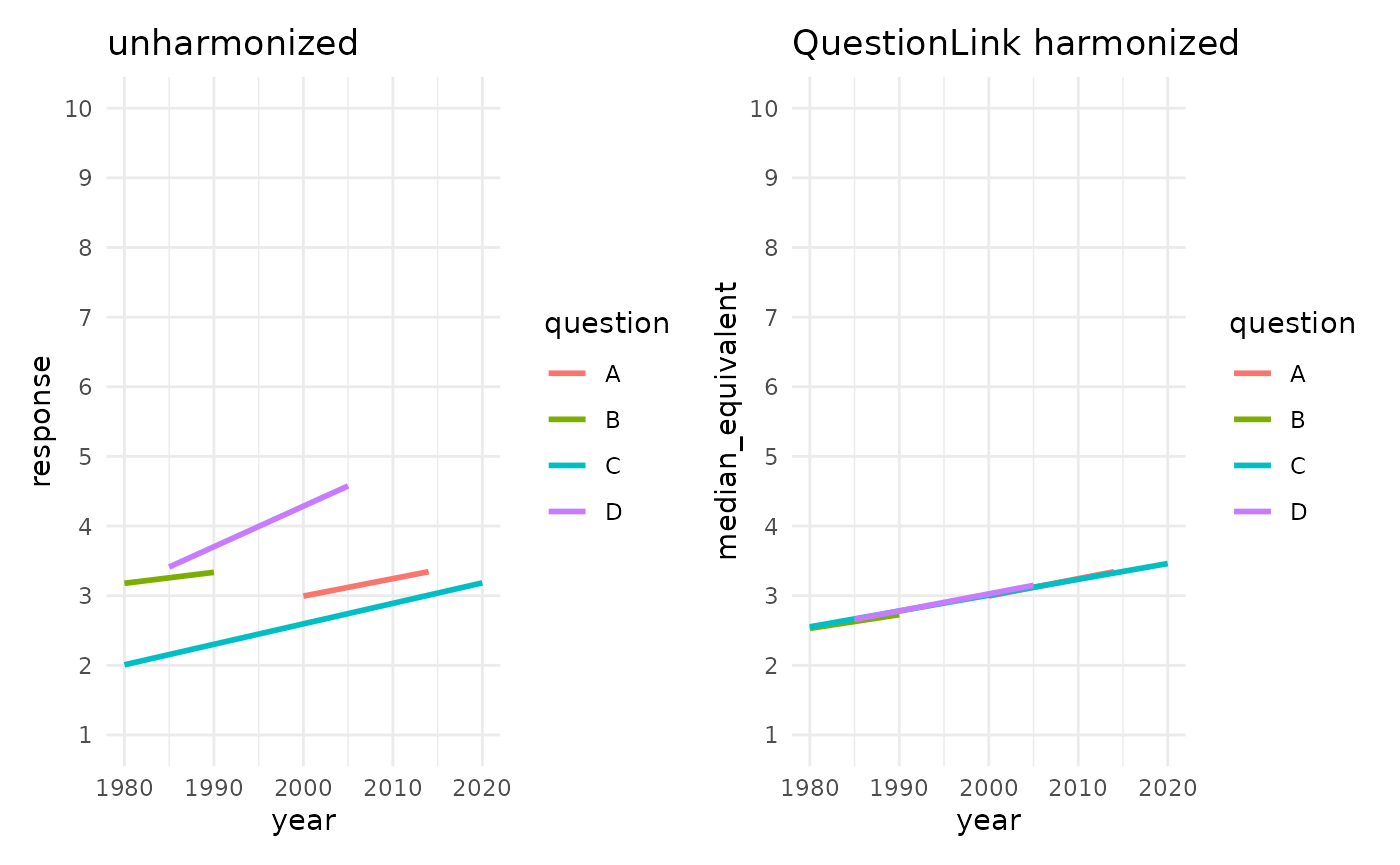 unharmonized
10
9
8
7
6
5
4
3
2
1
response
1980 1990 2000 2010 2020
year
question
A
B
C
D
QuestionLink harmonized
10
9
8
7
6
5
4
3
2
1
median_equivalent
1980 1990 2000 2010 2020
year
question
A
B
C
D